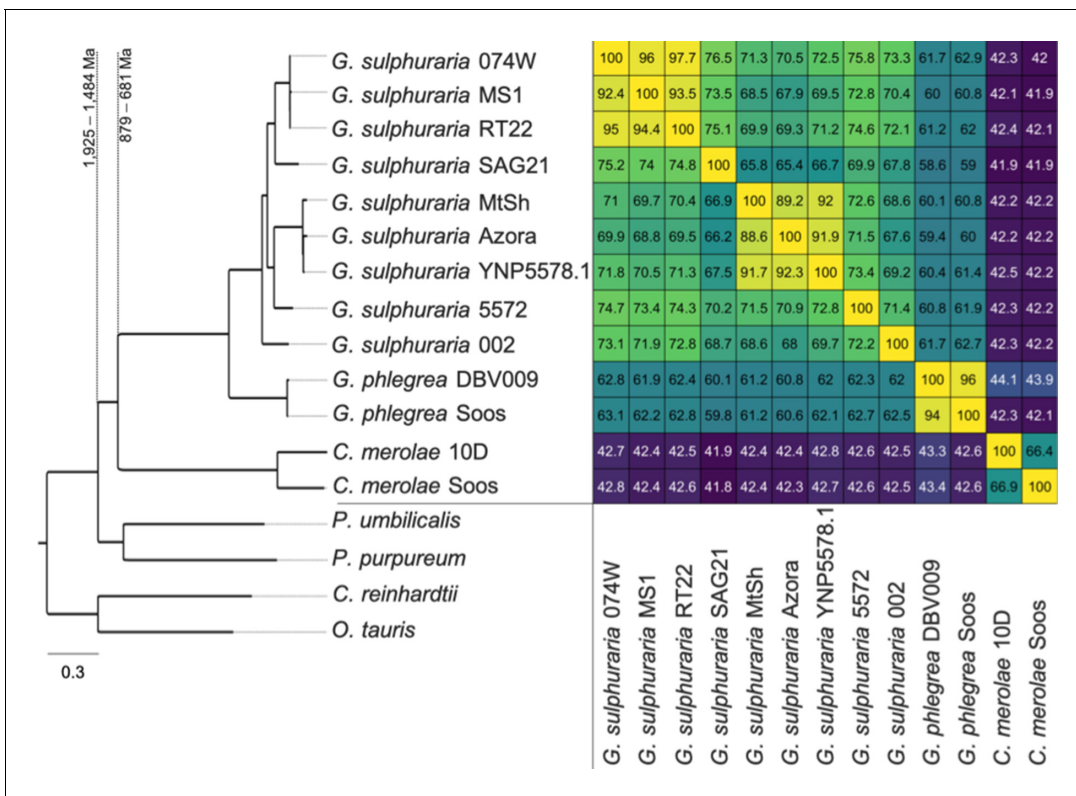 1,925 – 1,484 Ma
879 – 681 Ma
G. sulphuraria 074W 100 96 97.7 76.5 71.3 70.5 72.5 75.8 73.3 61.7 62.9 42.3 42
G. sulphuraria MS1 92.4 100 93.5 73.5 68.5 67.9 69.5 72.8 70.4 60 60.8 42.1 41.9
G. sulphuraria RT22 95 94.4 100 75.1 69.9 69.3 71.2 74.6 72.1 61.2 62 42.4 42.1
G. sulphuraria SAG21 75.2 74 74.8 100 65.8 65.4 66.7 69.9 67.8 58.6 59 41.9 41.9
G. sulphuraria MtSh 71 69.7 70.4 66.9 100 89.2 92 72.6 68.6 60.1 60.8 42.2 42.2
G. sulphuraria Azora 69.9 68.8 69.5 66.2 88.6 100 91.9 71.5 67.6 59.4 60 42.2 42.2
G. sulphuraria YNP5578.1 71.8 70.5 71.3 67.5 91.7 92.3 100 73.4 69.2 60.4 61.4 42.5 42.2
G. sulphuraria 5572 74.7 73.4 74.3 70.2 71.5 70.9 72.8 100 71.4 60.8 61.9 42.3 42.2
G. sulphuraria 002 73.1 71.9 72.8 68.7 68.6 68 69.7 72.2 100 61.7 62.7 42.3 42.2
G. phlegrea DBV009 62.8 61.9 62.4 60.1 61.2 60.8 62 62.3 62 100 96 44.1 43.9
G. phlegrea Soos 63.1 62.2 62.8 59.8 61.2 60.6 62.1 62.7 62.5 94 100 42.3 42.1
C. merolae 10D 42.7 42.4 42.5 41.9 42.4 42.4 42.8 42.6 42.5 43.3 42.6 100 66.4
C. merolae Soos 42.8 42.4 42.6 41.8 42.4 42.3 42.7 42.6 42.5 43.4 42.6 66.9 100
P. umbilicalis
P. purpureum
C. reinhardtii
O. tauris
0.3
G. sulphuraria 074W
G. sulphuraria MS1
G. sulphuraria RT22
G. sulphuraria SAG21
G. sulphuraria MtSh
G. sulphuraria Azora
G. sulphuraria YNP5578.1
G. sulphuraria 5572
G. sulphuraria 002
G. phlegrea DBV009
G. phlegrea Soos
C. merolae 10D
C. merolae Soos